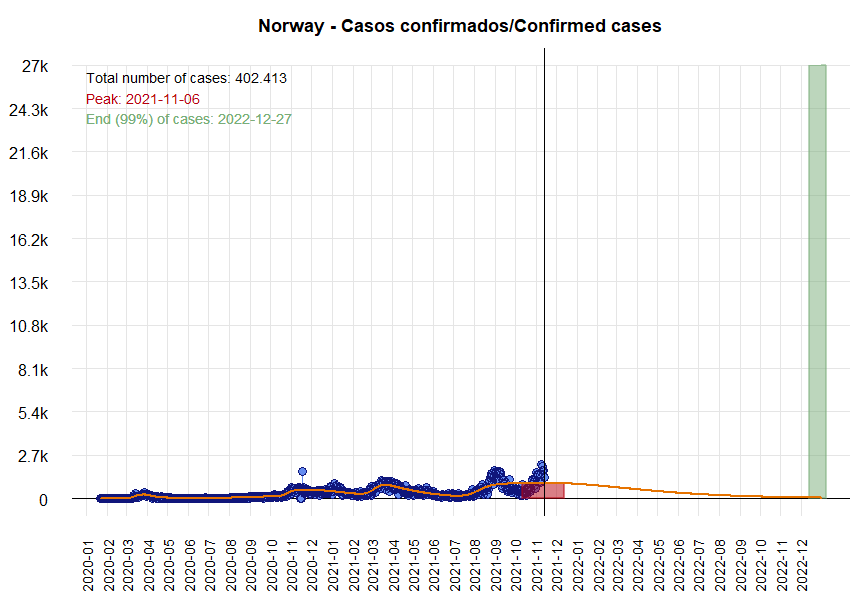 Norway - Casos confirmados/Confirmed cases
27k
24.3k
21.6k
18.9k
16.2k
13.5k
10.8k
8.1k
5.4k
2.7k
0
Total number of cases: 402.413
Peak: 2021-11-06
End (99%) of cases: 2022-12-27
2020-01
2020-02
2020-03
2020-04
2020-05
2020-06
2020-07
2020-08
2020-09
2020-10
2020-11
2020-12
2021-01
2021-02
2021-03
2021-04
2021-05
2021-06
2021-07
2021-08
2021-09
2021-10
2021-11
2021-12
2022-01
2022-02
2022-03
2022-04
2022-05
2022-06
2022-07
2022-08
2022-09
2022-10
2022-11
2022-12